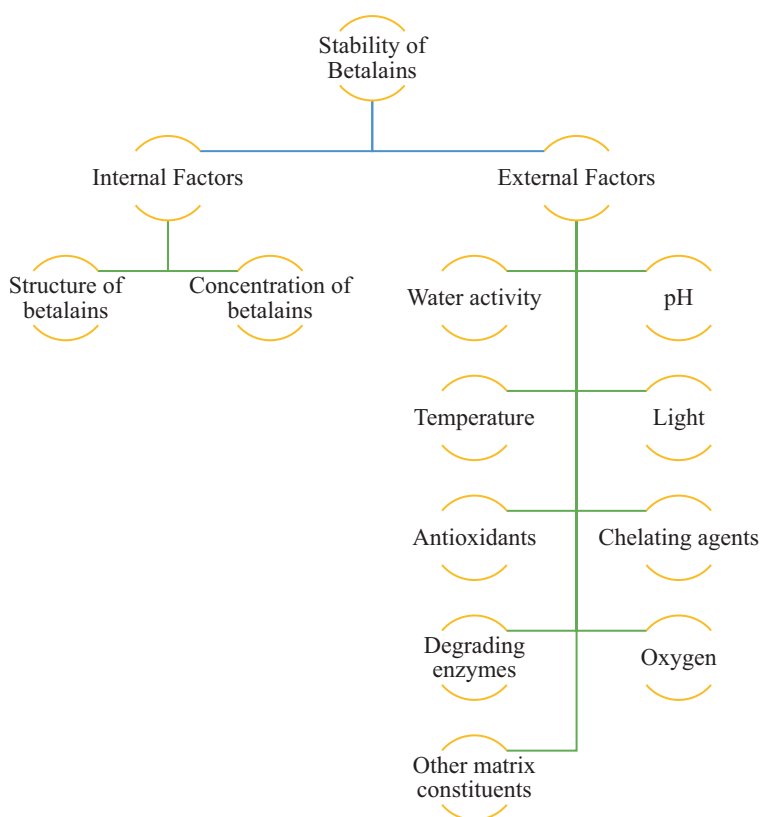 Stability of
Betalains
Internal Factors
External Factors
Structure of
betalains
Concentration of
betalains
Water activity
pH
Temperature
Light
Antioxidants
Chelating agents
Degrading
enzymes
Oxygen
Other matrix
constituents